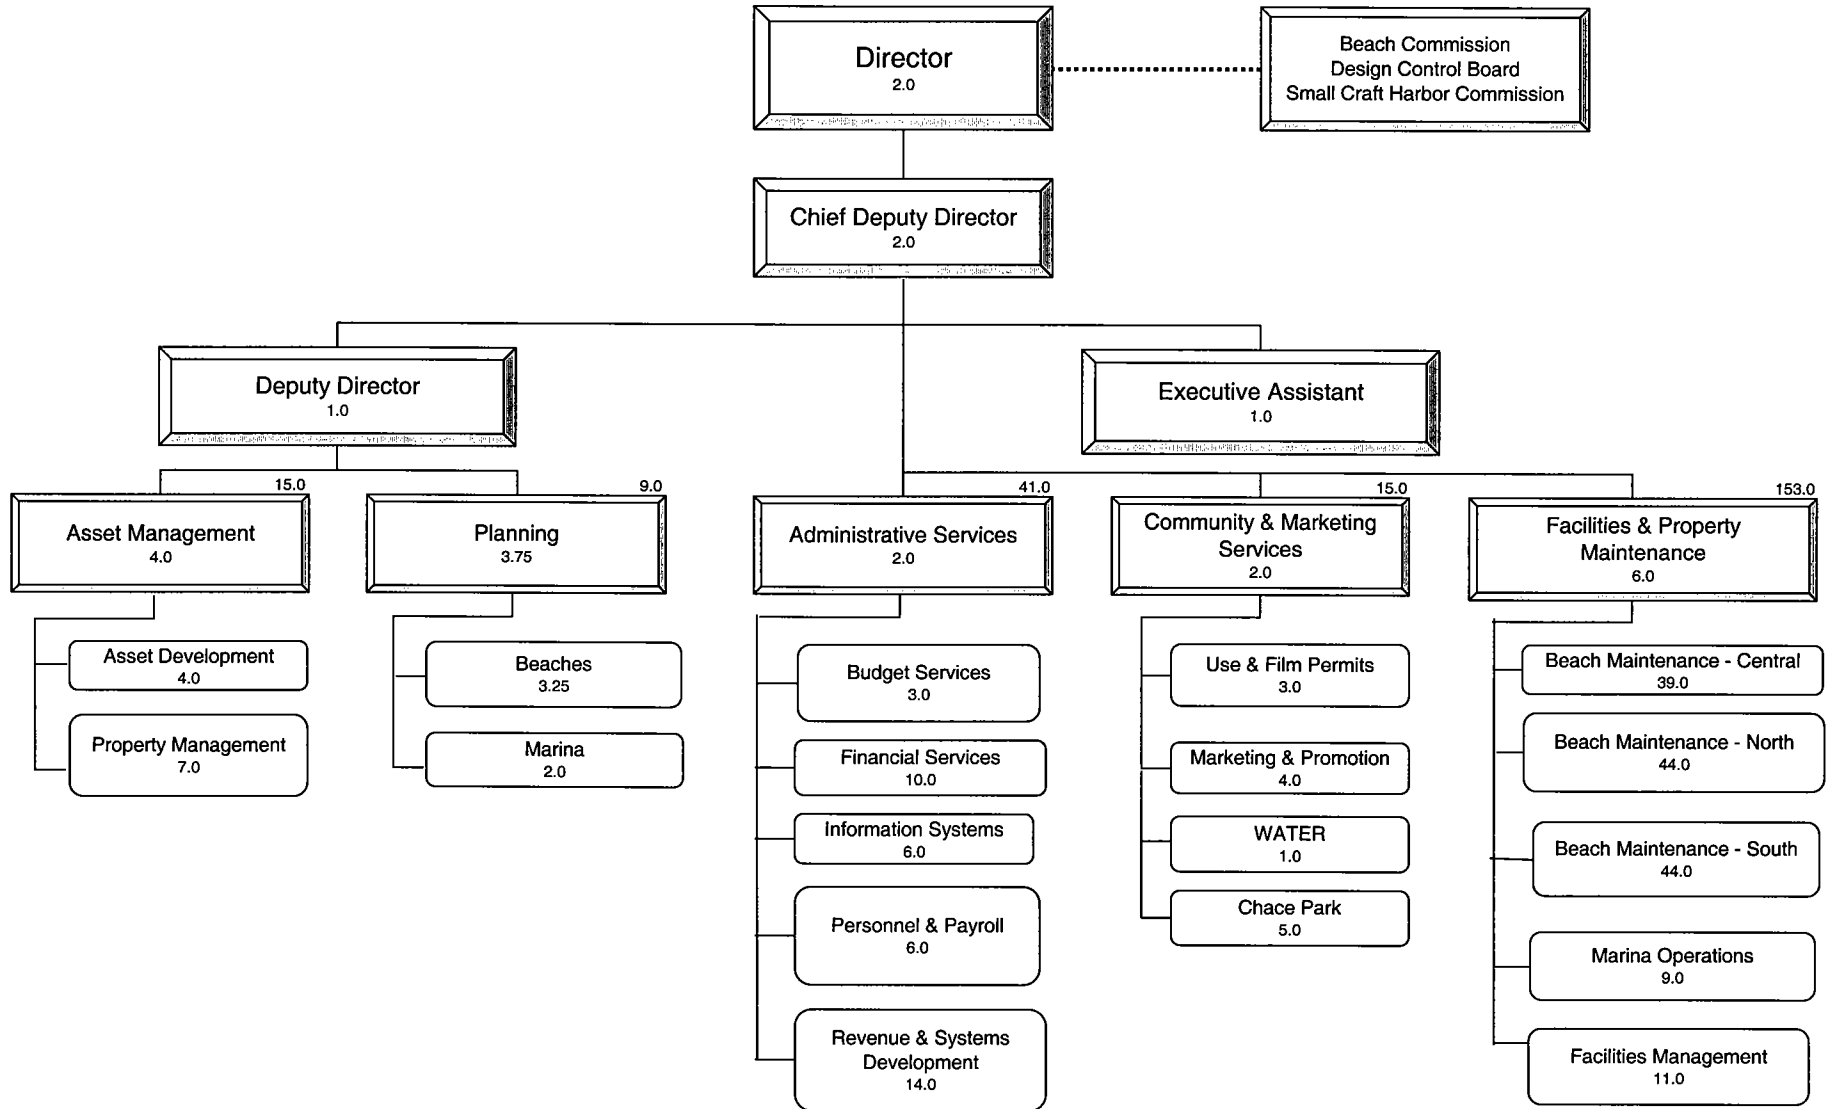 Director
2.0
Beach Commission
Design Control Board
Small Craft Harbor Commission
Chief Deputy Director
2.0
Deputy Director
1.0
Executive Assistant
1.0
15.0
Asset Management
4.0
9.0
Planning
3.75
41.0
Administrative Services
2.0
15.0
Community & Marketing
Services
2.0
153.0
Facilities & Property
Maintenance
6.0
Asset Development
4.0
Property Management
7.0
Beaches
3.25
Marina
2.0
Budget Services
3.0
Financial Services
10.0
Information Systems
6.0
Personnel & Payroll
6.0
Revenue & Systems
Development
14.0
Use & Film Permits
3.0
Marketing & Promotion
4.0
WATER
1.0
Chace Park
5.0
Beach Maintenance - Central
39.0
Beach Maintenance - North
44.0
Beach Maintenance - South
44.0
Marina Operations
9.0
Facilities Management
11.0